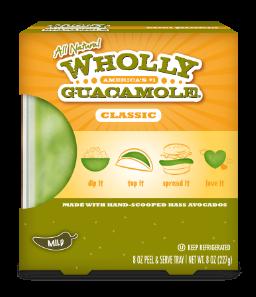 All Natural
WHOLLY
AMERICA'S #1
GUACAMOLE
CLASSIC
dip it top it spread it love it
MADE WITH HAND-SCOOPED HASS AVOCADOS
MILD
U KEEP REFRIGERATED
8 OZ PEEL & SERVE TRAY | NET WT. 8 OZ (227g)